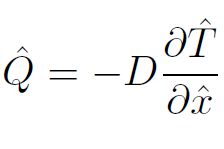 Q̂ = −D ∂T̂/∂x̂